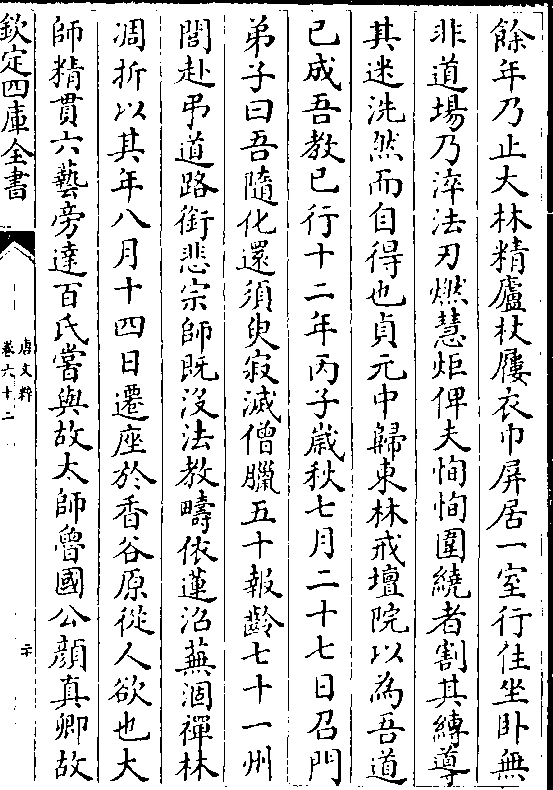 餘年乃止大林精廬杖屨衣巾屏居一室行住坐卧無
非道塲乃淬法刃燃慧炬俾夫恂恂圍繞者割其縛導
其迷洗然而自得也貞元中歸東林戒壇院以為吾道
已成吾教已行十二年丙子歳秋七月二十七日召門
弟子曰吾隨化還須臾寂滅僧臘五十報齡七十一州
閭赴弔道路銜悲宗師既没法教疇依蓮沼蕪涸禪林
凋折以其年八月十四日遷座於香谷原從人欲也大
師精貫六藝旁達百氏嘗與故太師魯國公顔真卿故
欽定四庫全書
唐文粹
卷六十二
二十